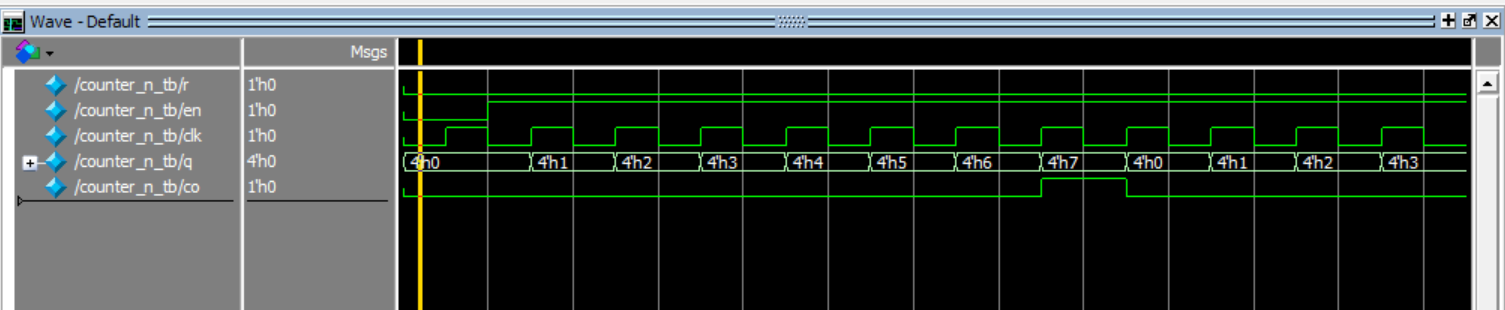 Wave - Default
Msgs
/counter_n_tb/r 1'h0
/counter_n_tb/en 1'h0
/counter_n_tb/clk 1'h0
/counter_n_tb/q 4'h0 4'h0 4'h1 4'h2 4'h3 4'h4 4'h5 4'h6 4'h7 4'h0 4'h1 4'h2 4'h3
/counter_n_tb/co 1'h0